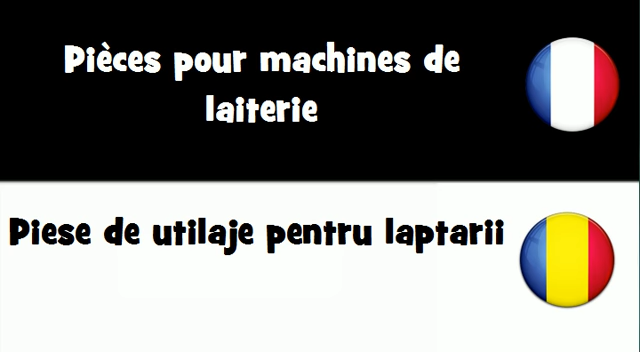 Pièces pour machines de
laiterie
Piese de utilaje pentru laptarii